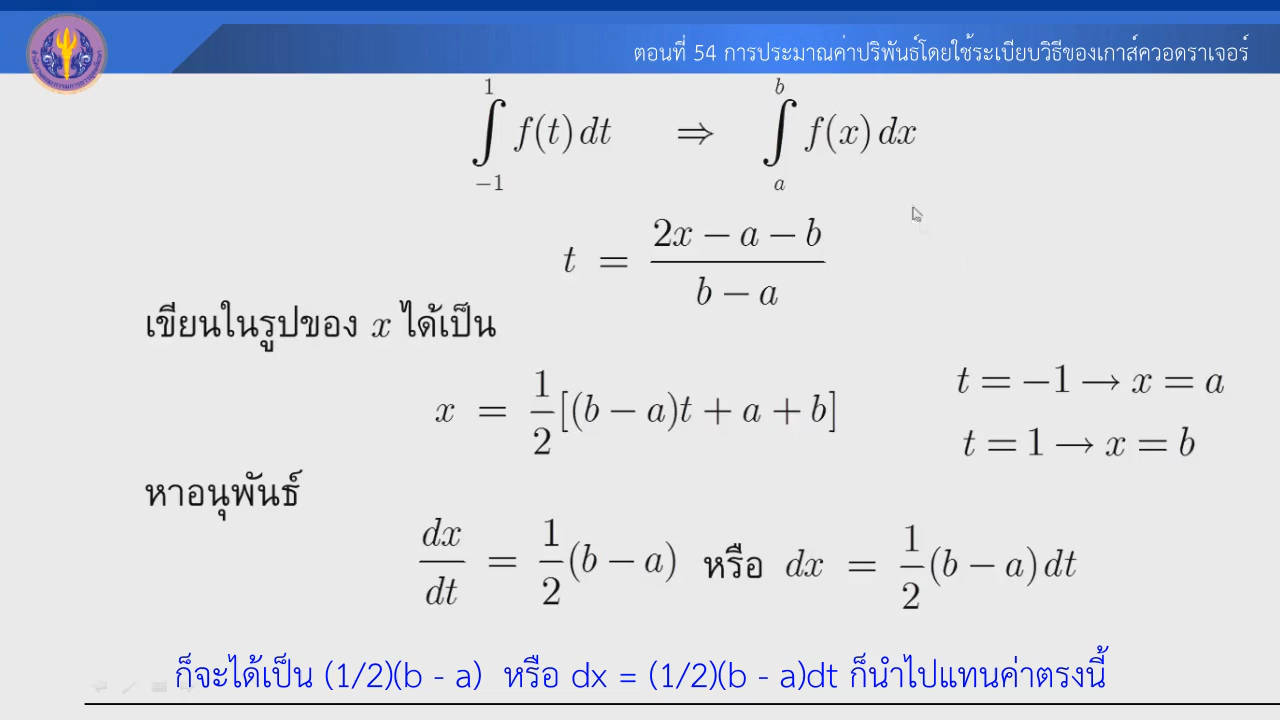 ตอนที่ 54 การประมาณค่าปริพันธ์โดยใช้ระเบียบวิธีของเกาส์ควอดราเจอร์
∫_{-1}^{1} f(t) dt ⇒ ∫_{a}^{b} f(x) dx
t = (2x − a − b) / (b − a)
เขียนในรูปของ x ได้เป็น
x = 1/2 [(b − a)t + a + b]
t = −1 → x = a
t = 1 → x = b
หาอนุพันธ์
dx/dt = 1/2 (b − a) หรือ dx = 1/2 (b − a) dt
ก็จะได้เป็น (1/2)(b - a) หรือ dx = (1/2)(b - a)dt ก็นำไปแทนค่าตรงนี้